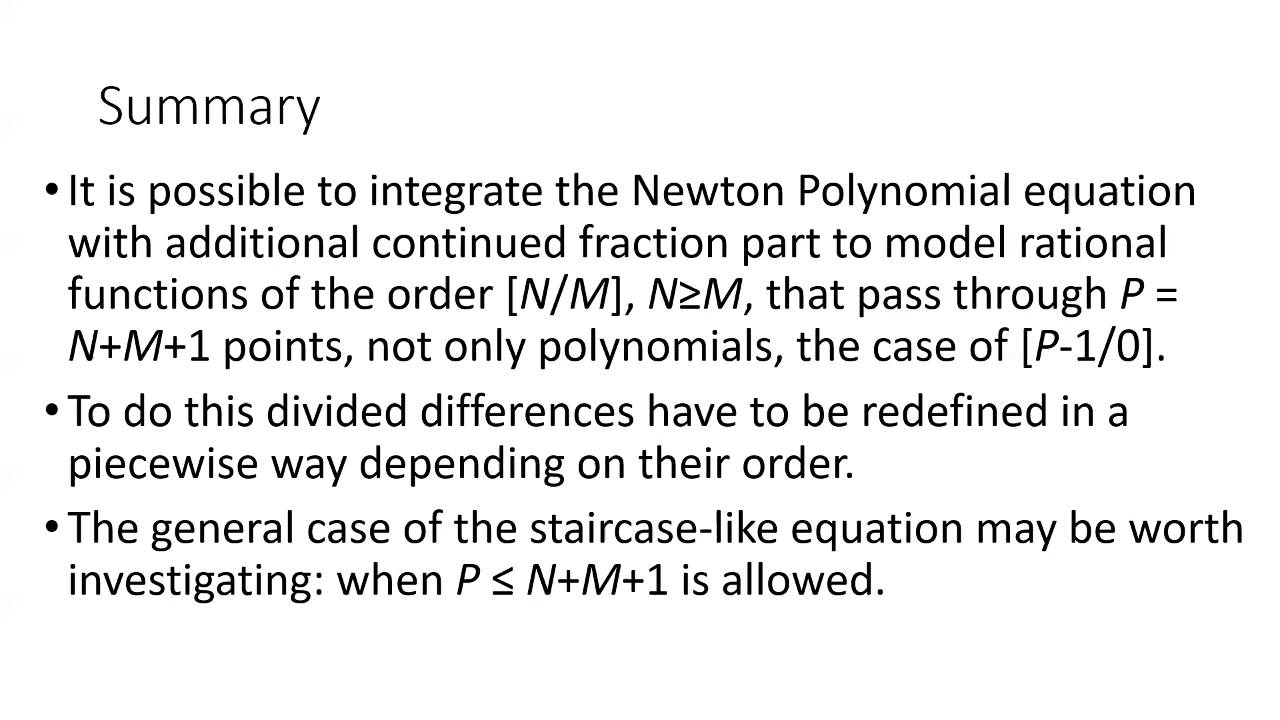 Summary
• It is possible to integrate the Newton Polynomial equation
with additional continued fraction part to model rational
functions of the order [N/M], N≥M, that pass through P =
N+M+1 points, not only polynomials, the case of [P-1/0].
• To do this divided differences have to be redefined in a
piecewise way depending on their order.
• The general case of the staircase-like equation may be worth
investigating: when P ≤ N+M+1 is allowed.